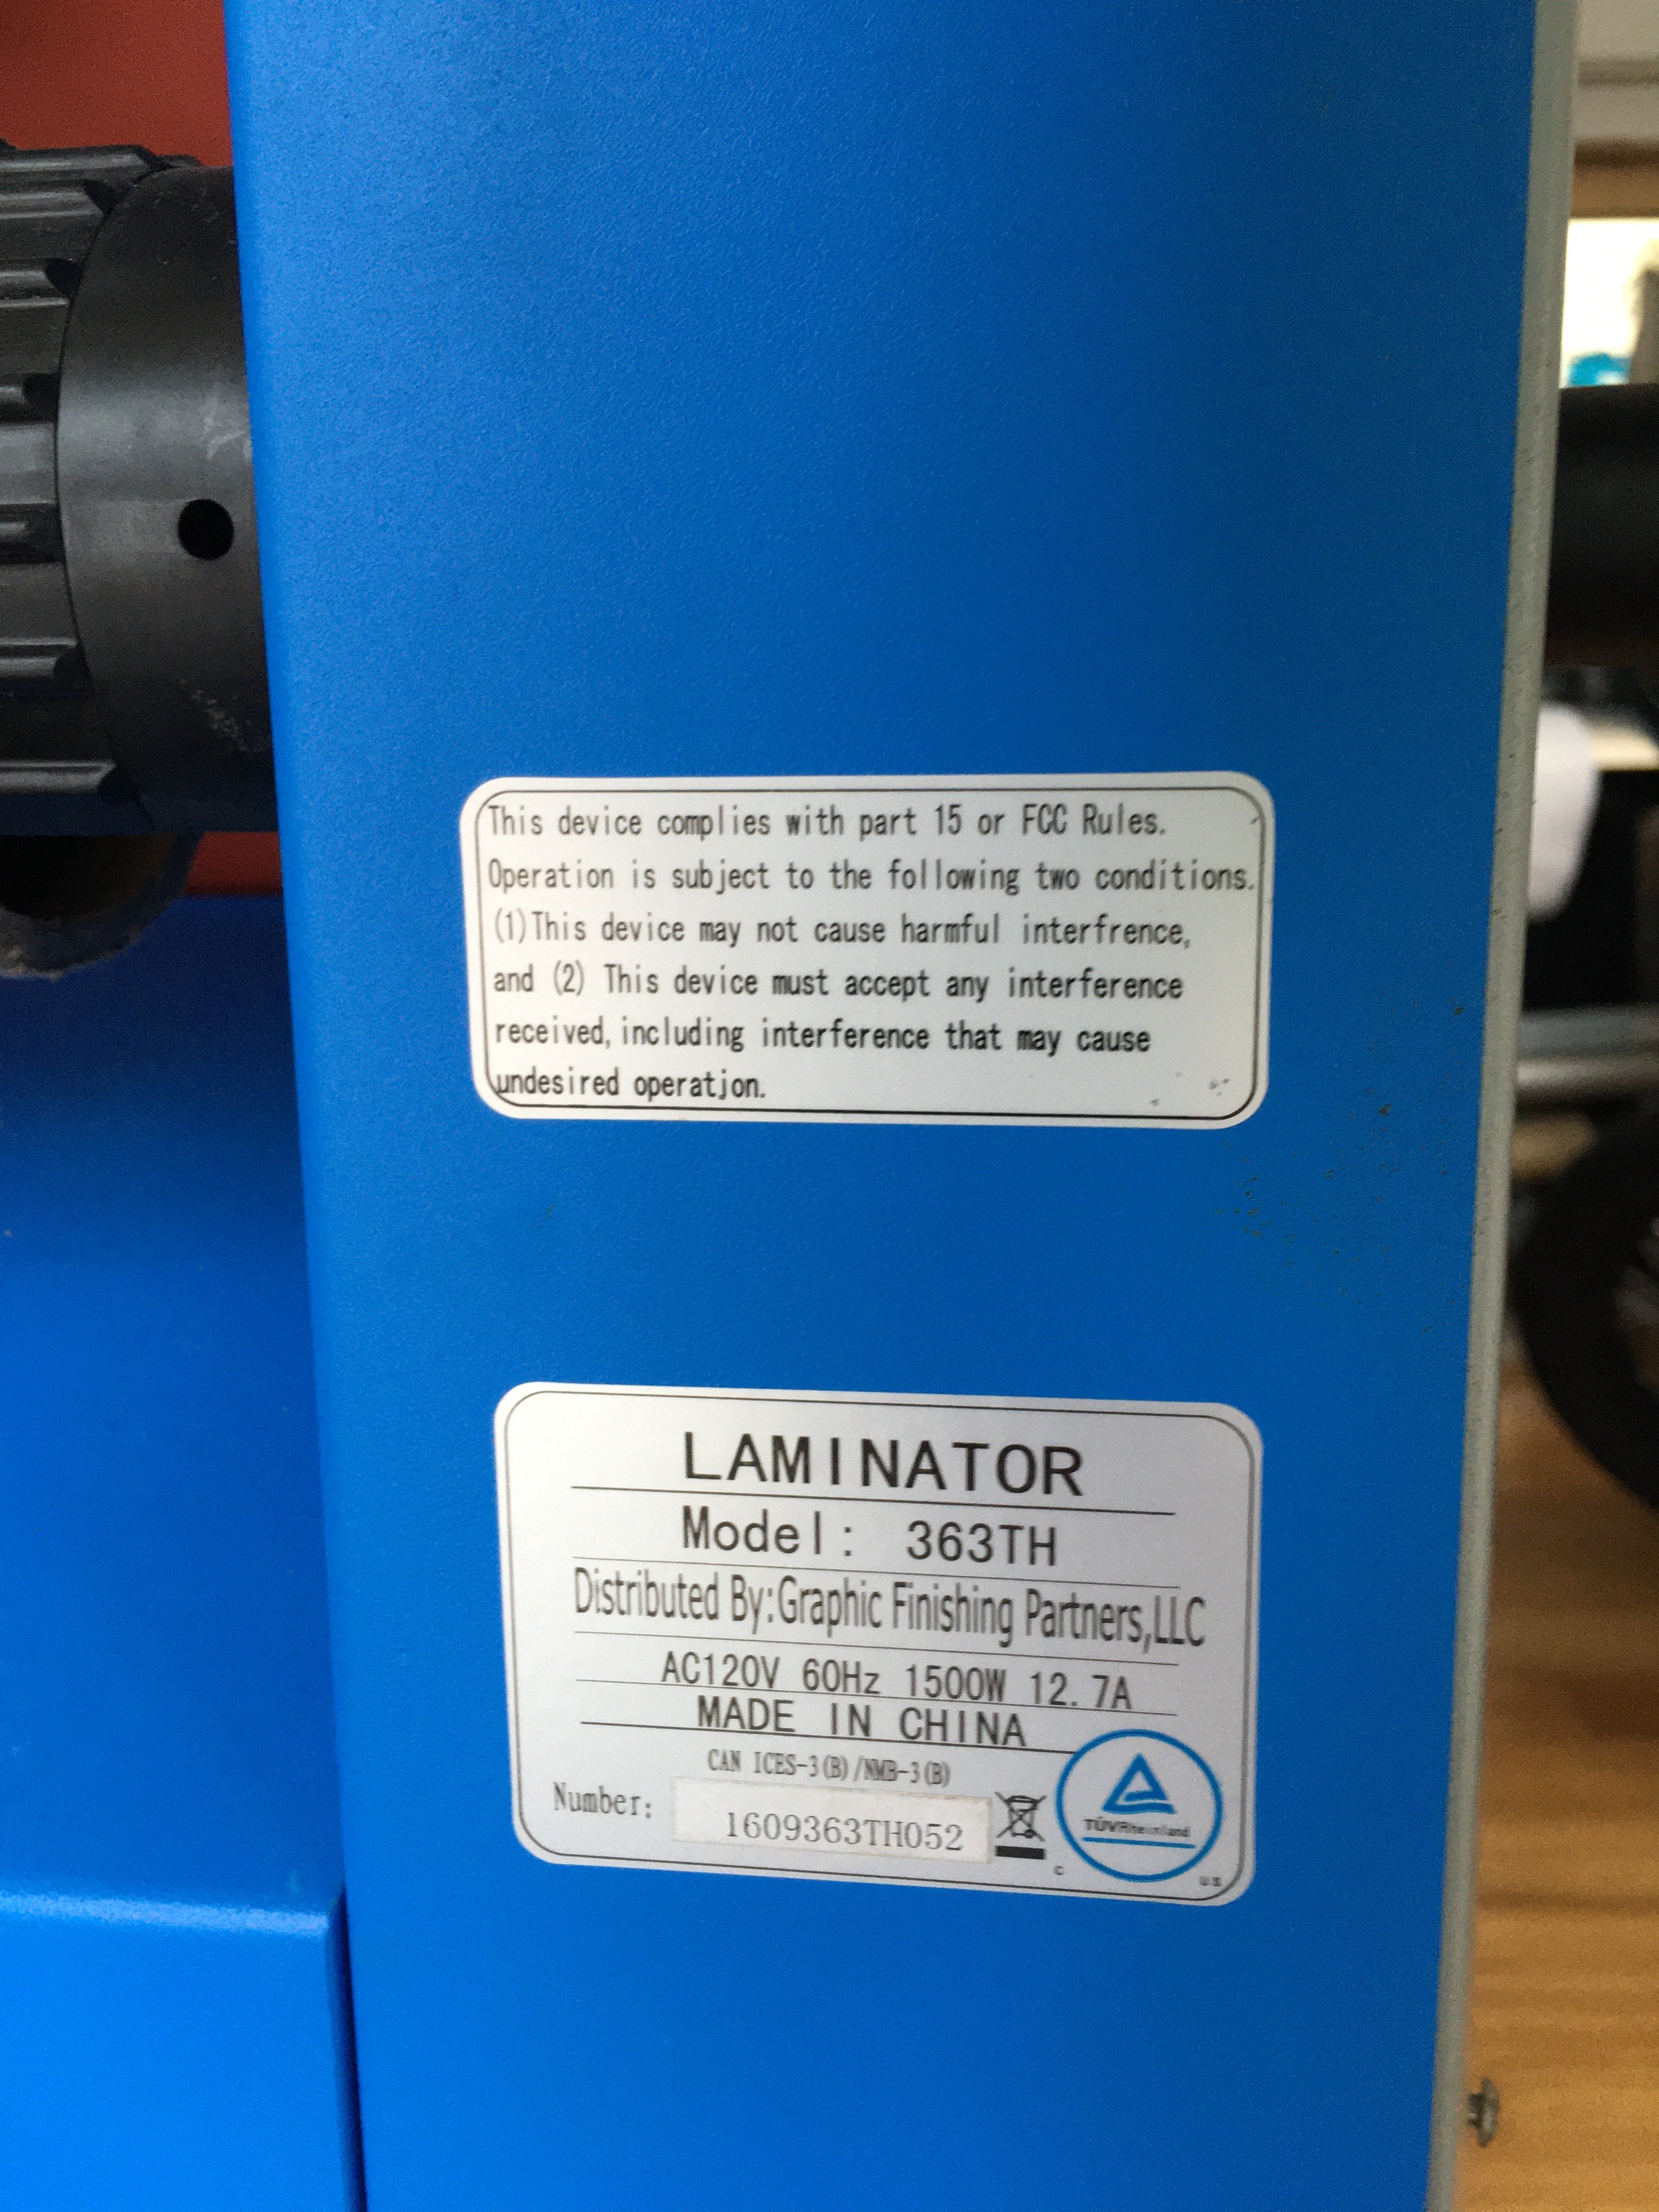 This device complies with part 15 or FCC Rules.
Operation is subject to the following two conditions.
(1)This device may not cause harmful interfrence,
and (2) This device must accept any interference
received, including interference that may cause
undesired operatjon.
LAMINATOR
Model: 363TH
Distributed By:Graphic Finishing Partners,LLC
AC120V 60Hz 1500W 12.7A
MADE IN CHINA
CAN ICES-3(B)/NMB-3(B)
Number: 1609363TH052
TÜVRheinland
c us